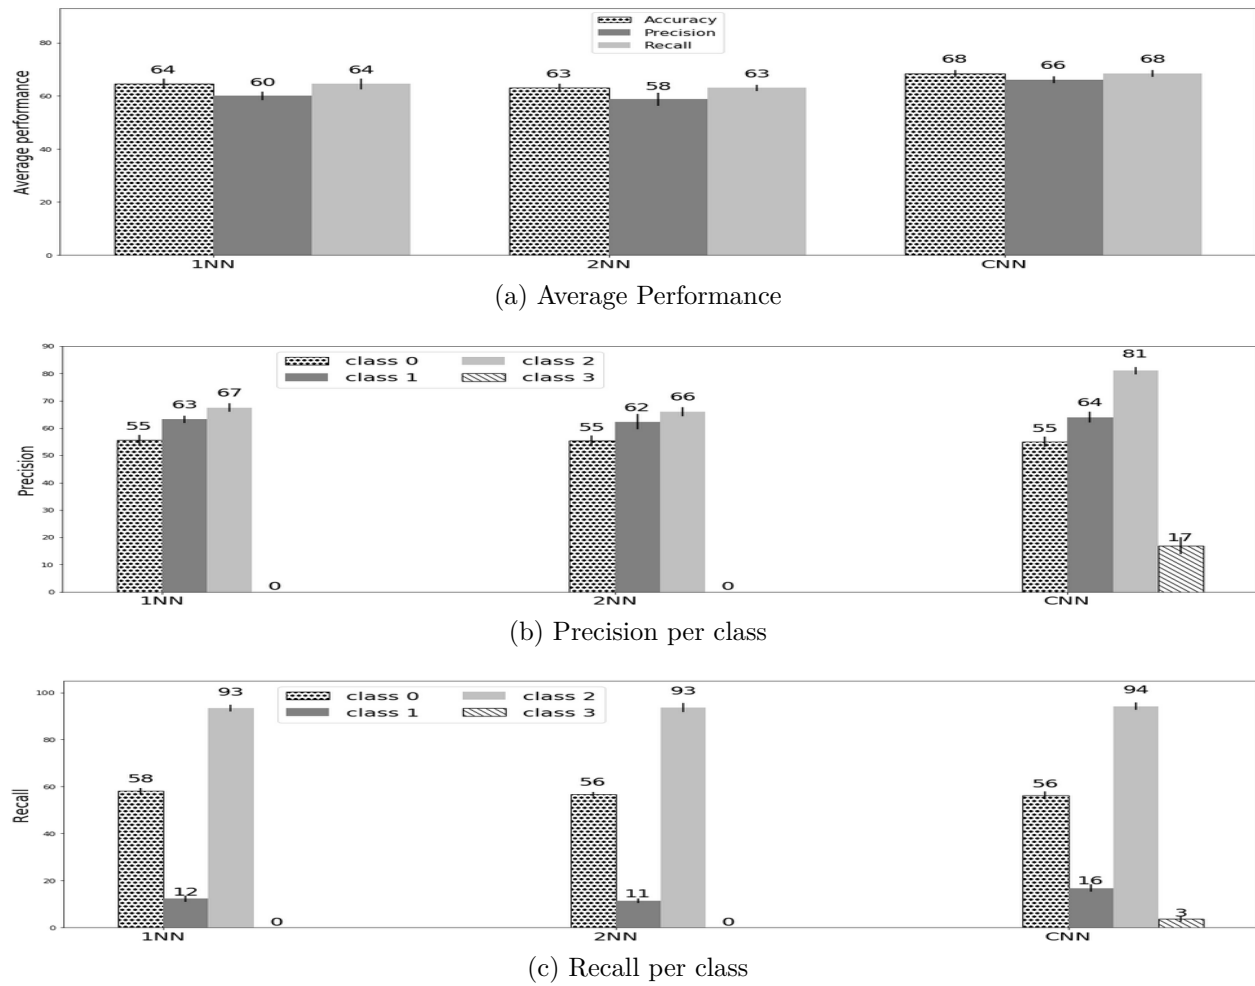 Accuracy
Precision
Recall
80
60
40
20
0
Average performance
64
60
64
63
58
63
68
66
68
1NN
2NN
CNN
(a) Average Performance
class 0
class 2
class 1
class 3
90
80
70
60
50
40
30
20
10
0
Precision
55
63
67
0
55
62
66
0
55
64
81
17
1NN
2NN
CNN
(b) Precision per class
class 0
class 2
class 1
class 3
100
80
60
40
20
0
Recall
58
12
93
0
56
11
93
0
56
16
94
3
1NN
2NN
CNN
(c) Recall per class